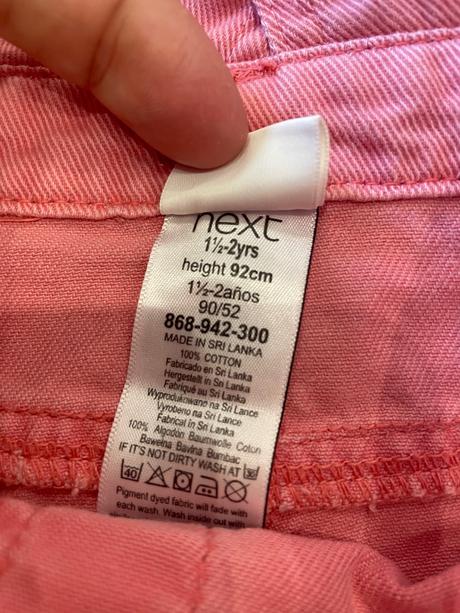 next
1½-2yrs
height 92cm
1½-2años
90/52
868-942-300
MADE IN SRI LANKA
100% COTTON
Fabricado en Sri Lanka
Hergestellt in Sri Lanka
Fabriqué au Sri Lanka
Wyprodukowano na Sri Lance
Vyrobeno na Sri Lance
Fabricat in Sri Lanka
100% Algodón Baumwolle Coton
Bawełna Bavlna Bumbac
IF IT'S NOT DIRTY WASH AT 30
40
Pigment dyed fabric will fade with
each wash. Wash inside out with